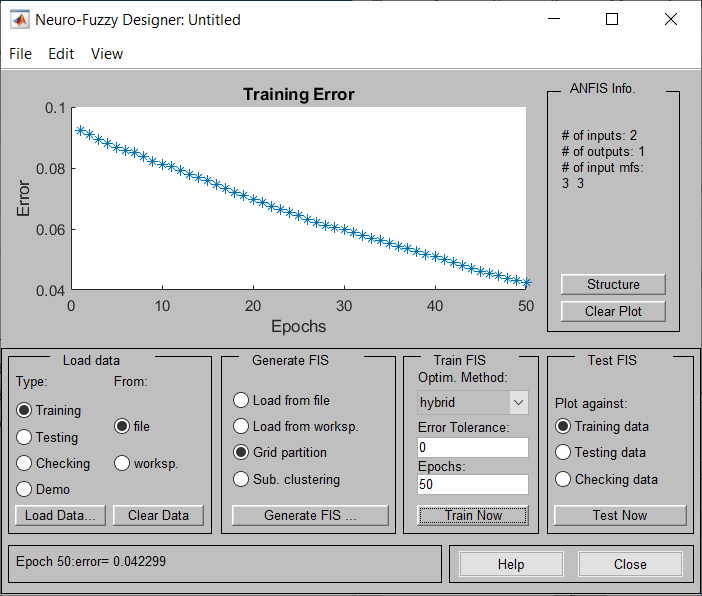 Neuro-Fuzzy Designer: Untitled
File Edit View
Training Error
0.1
0.08
0.06
0.04
Error
0 10 20 30 40 50
Epochs
ANFIS Info.
# of inputs: 2
# of outputs: 1
# of input mfs:
3 3
Structure
Clear Plot
Load data
Type:
From:
Training
Testing
Checking
Demo
file
worksp.
Load Data...
Clear Data
Generate FIS
Load from file
Load from worksp.
Grid partition
Sub. clustering
Generate FIS ...
Train FIS
Optim. Method:
hybrid
Error Tolerance:
0
Epochs:
50
Train Now
Test FIS
Plot against:
Training data
Testing data
Checking data
Test Now
Epoch 50:error= 0.042299
Help
Close